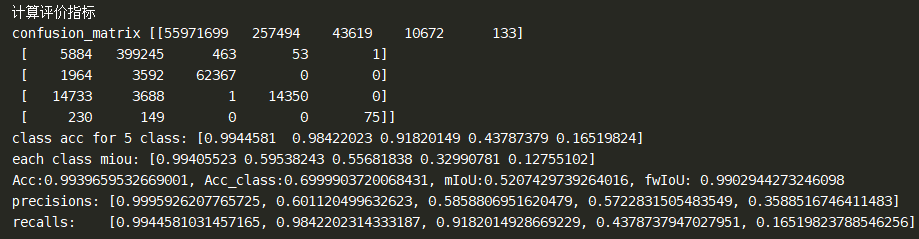 计算评价指标
confusion_matrix [[55971699   257494    43619    10672      133]
[    5884   399245      463       53        1]
[    1964     3592    62367        0        0]
[   14733     3688        1    14350        0]
[     230      149        0        0       75]]
class acc for 5 class: [0.9944581  0.98422023 0.91820149 0.43787379 0.16519824]
each class miou: [0.99405523 0.59538243 0.55681838 0.32990781 0.12755102]
Acc:0.9939659532669001, Acc_class:0.6999903720068431, mIoU:0.5207429739264016, fwIoU: 0.9902944273246098
precisions: [0.9995926207765725, 0.601120499632623, 0.5858806951620479, 0.5722831505483549, 0.3588516746411483]
recalls:    [0.9944581031457165, 0.9842202314333187, 0.9182014928669229, 0.4378737947027951, 0.16519823788546256]